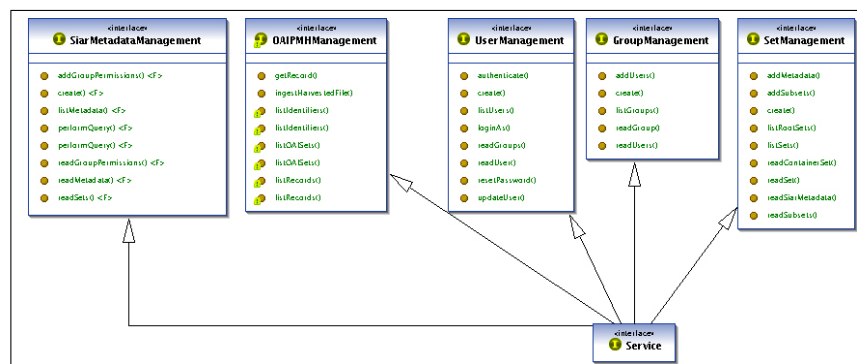 «interface»
SiarMetadataManagement
addGroupPermissions() <F>
create() <F>
listMetadata() <F>
performQuery() <F>
performQuery() <F>
readGroupPermissions() <F>
readMetadata() <F>
readSets() <F>
«interface»
OAIPMHManagement
getRecord()
ingestHarvestedFile()
listIdentifiers()
listIdentifiers()
listOAISets()
listOAISets()
listRecords()
listRecords()
«interface»
UserManagement
authenticate()
create()
listUsers()
loginAs()
readGroups()
readUser()
resetPassword()
updateUser()
«interface»
GroupManagement
addUsers()
create()
listGroups()
readGroup()
readUsers()
«interface»
SetManagement
addMetadata()
addSubsets()
create()
listRootSets()
listSets()
readContainerSet()
readSet()
readSiarMetadata()
readSubsets()
«interface»
Service